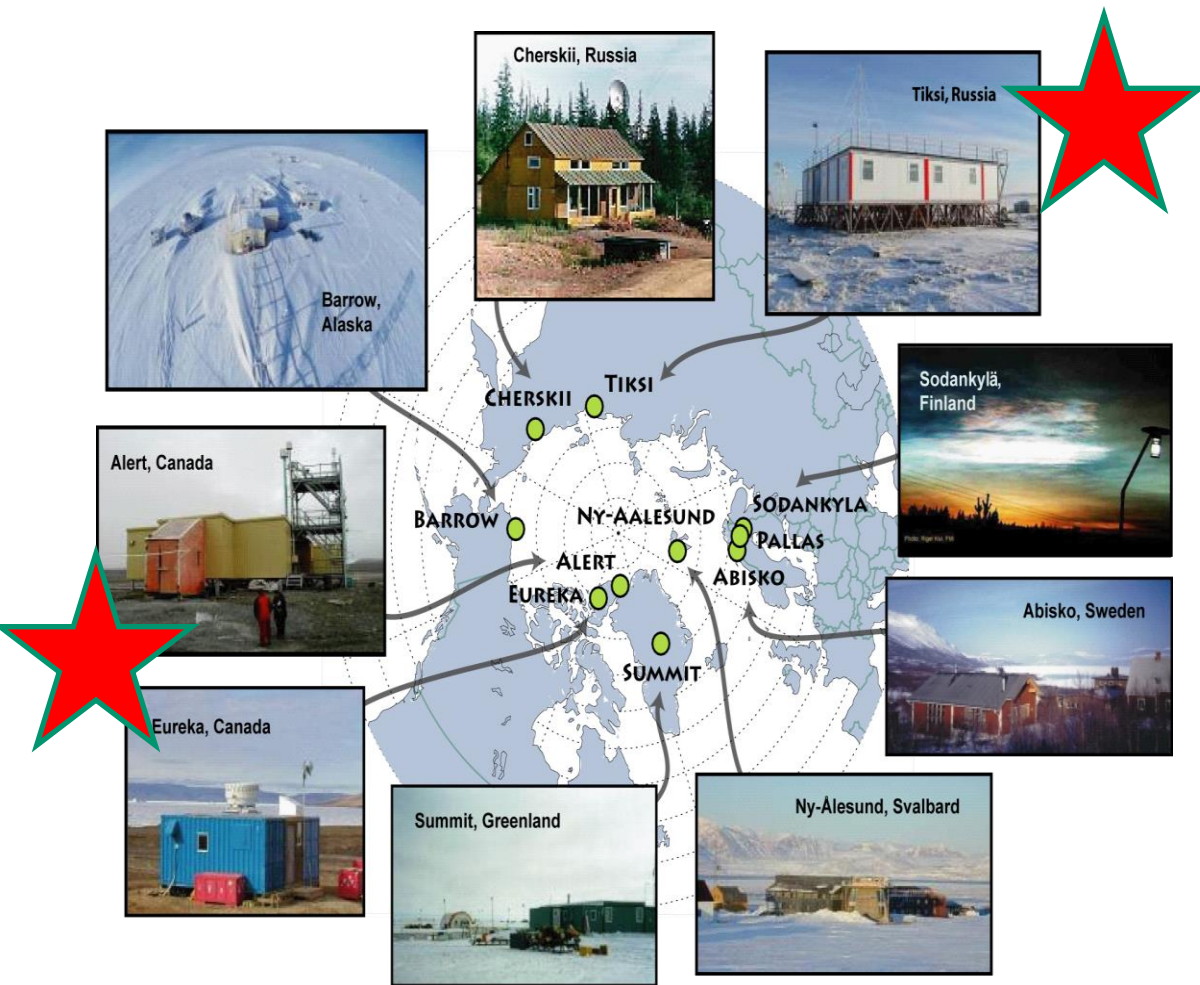 Cherskii, Russia
Tiksi, Russia
Barrow,
Alaska
Sodankylä,
Finland
TIKSI
CHERSKII
Alert, Canada
SODANKYLA
BARROW
NY-AALESUND
PALLAS
ALERT
ABISKO
EUREKA
Abisko, Sweden
SUMMIT
Eureka, Canada
Ny-Ålesund, Svalbard
Summit, Greenland